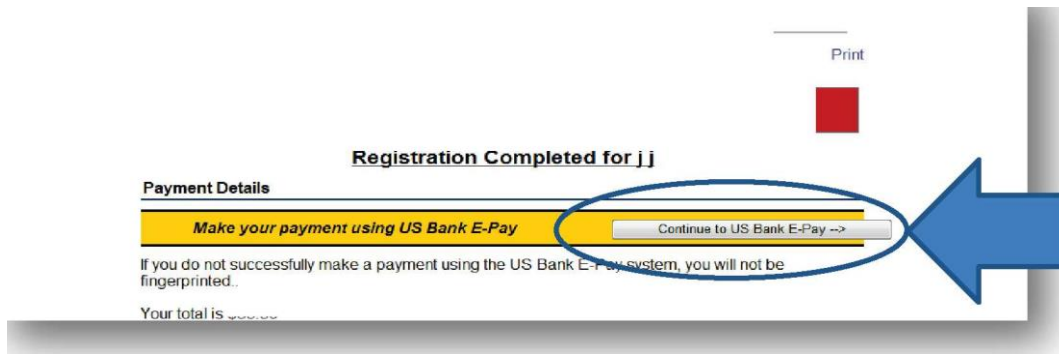 Print
Registration Completed for j j
Payment Details
Make your payment using US Bank E-Pay
Continue to US Bank E-Pay -->
If you do not successfully make a payment using the US Bank E-Pay system, you will not be
fingerprinted..
Your total is